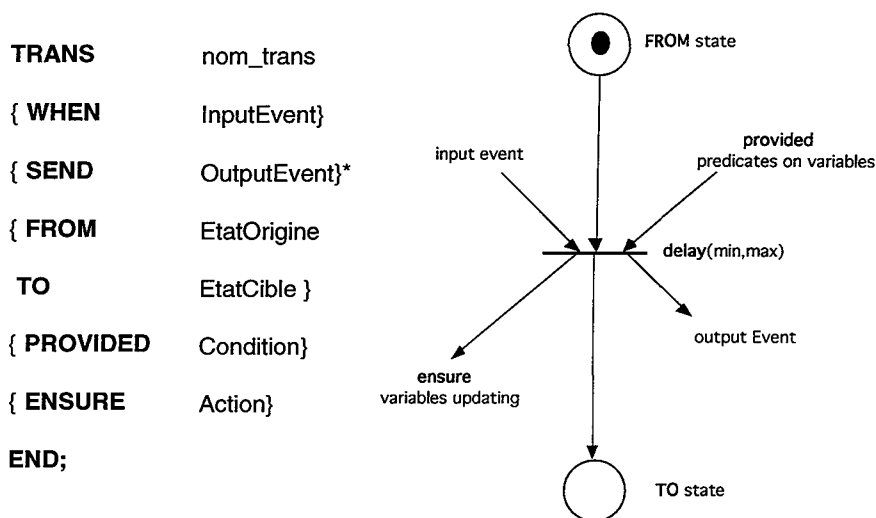 TRANS nom_trans
{ WHEN InputEvent}
{ SEND OutputEvent}*
{ FROM EtatOrigine
TO EtatCible }
{ PROVIDED Condition}
{ ENSURE Action}
END;
FROM state
input event
provided
predicates on variables
delay(min,max)
output Event
ensure
variables updating
TO state